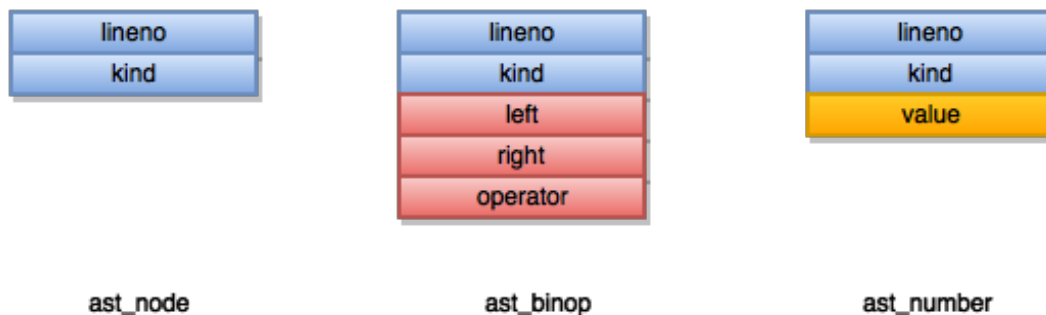 lineno
kind
ast_node
lineno
kind
left
right
operator
ast_binop
lineno
kind
value
ast_number